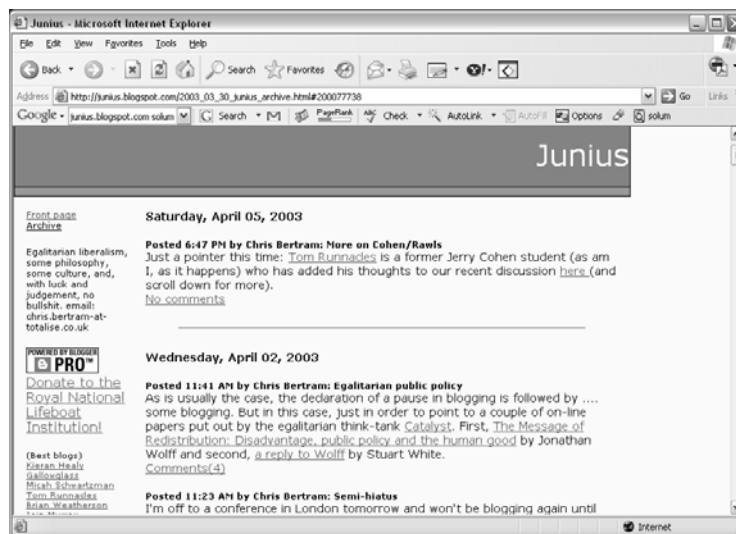 Junius - Microsoft Internet Explorer
File Edit View Favorites Tools Help
Back Search Favorites
Address http://junius.blogspot.com/2003_03_30_junius_archive.html#200077738 Go Links
Google junius.blogspot.com solum Search PageRank ABC Check AutoLink AutoFill Options solum
Junius
Front page
Archive
Egalitarian liberalism,
some philosophy,
some culture, and,
with luck and
judgement, no
bullshit. email:
chris.bertram-at-
totalise.co.uk
POWERED BY BLOGGER
PRO™
Donate to the
Royal National
Lifeboat
Institution!
(Best blogs)
Kieran Healy
Gallowglass
Micah Schwartzman
Tom Runnacles
Brian Weatherson
Saturday, April 05, 2003
Posted 6:47 PM by Chris Bertram: More on Cohen/Rawls
Just a pointer this time: Tom Runnacles is a former Jerry Cohen student (as am
I, as it happens) who has added his thoughts to our recent discussion here (and
scroll down for more).
No comments
Wednesday, April 02, 2003
Posted 11:41 AM by Chris Bertram: Egalitarian public policy
As is usually the case, the declaration of a pause in blogging is followed by ....
some blogging. But in this case, just in order to point to a couple of on-line
papers put out by the egalitarian think-tank Catalyst. First, The Message of
Redistribution: Disadvantage, public policy and the human good by Jonathan
Wolff and second, a reply to Wolff by Stuart White.
Comments(4)
Posted 11:23 AM by Chris Bertram: Semi-hiatus
I'm off to a conference in London tomorrow and won't be blogging again until
Internet